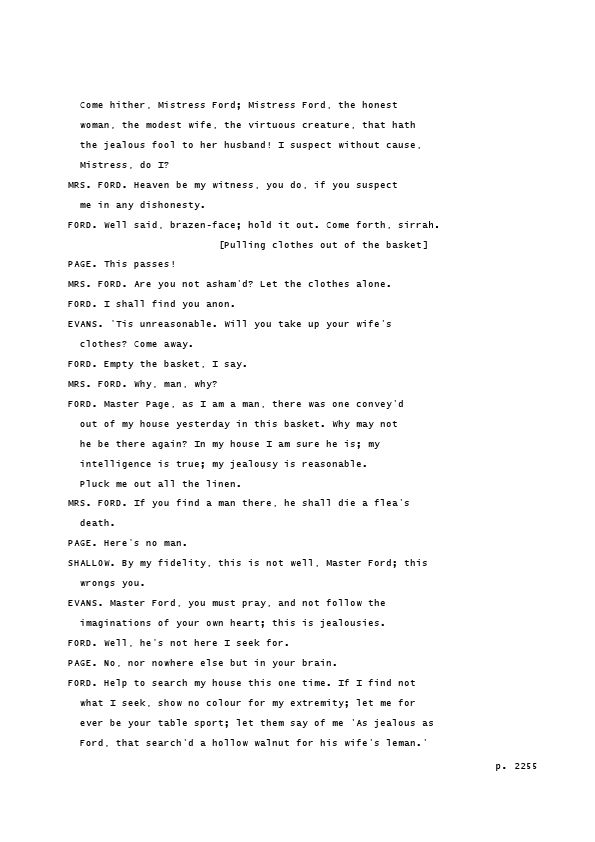 Come hither, Mistress Ford; Mistress Ford, the honest
woman, the modest wife, the virtuous creature, that hath
the jealous fool to her husband! I suspect without cause,
Mistress, do I?
MRS. FORD. Heaven be my witness, you do, if you suspect
me in any dishonesty.
FORD. Well said, brazen-face; hold it out. Come forth, sirrah.
[Pulling clothes out of the basket]
PAGE. This passes!
MRS. FORD. Are you not asham'd? Let the clothes alone.
FORD. I shall find you anon.
EVANS. 'Tis unreasonable. Will you take up your wife's
clothes? Come away.
FORD. Empty the basket, I say.
MRS. FORD. Why, man, why?
FORD. Master Page, as I am a man, there was one convey'd
out of my house yesterday in this basket. Why may not
he be there again? In my house I am sure he is; my
intelligence is true; my jealousy is reasonable.
Pluck me out all the linen.
MRS. FORD. If you find a man there, he shall die a flea's
death.
PAGE. Here's no man.
SHALLOW. By my fidelity, this is not well, Master Ford; this
wrongs you.
EVANS. Master Ford, you must pray, and not follow the
imaginations of your own heart; this is jealousies.
FORD. Well, he's not here I seek for.
PAGE. No, nor nowhere else but in your brain.
FORD. Help to search my house this one time. If I find not
what I seek, show no colour for my extremity; let me for
ever be your table sport; let them say of me 'As jealous as
Ford, that search'd a hollow walnut for his wife's leman.'
p. 2255